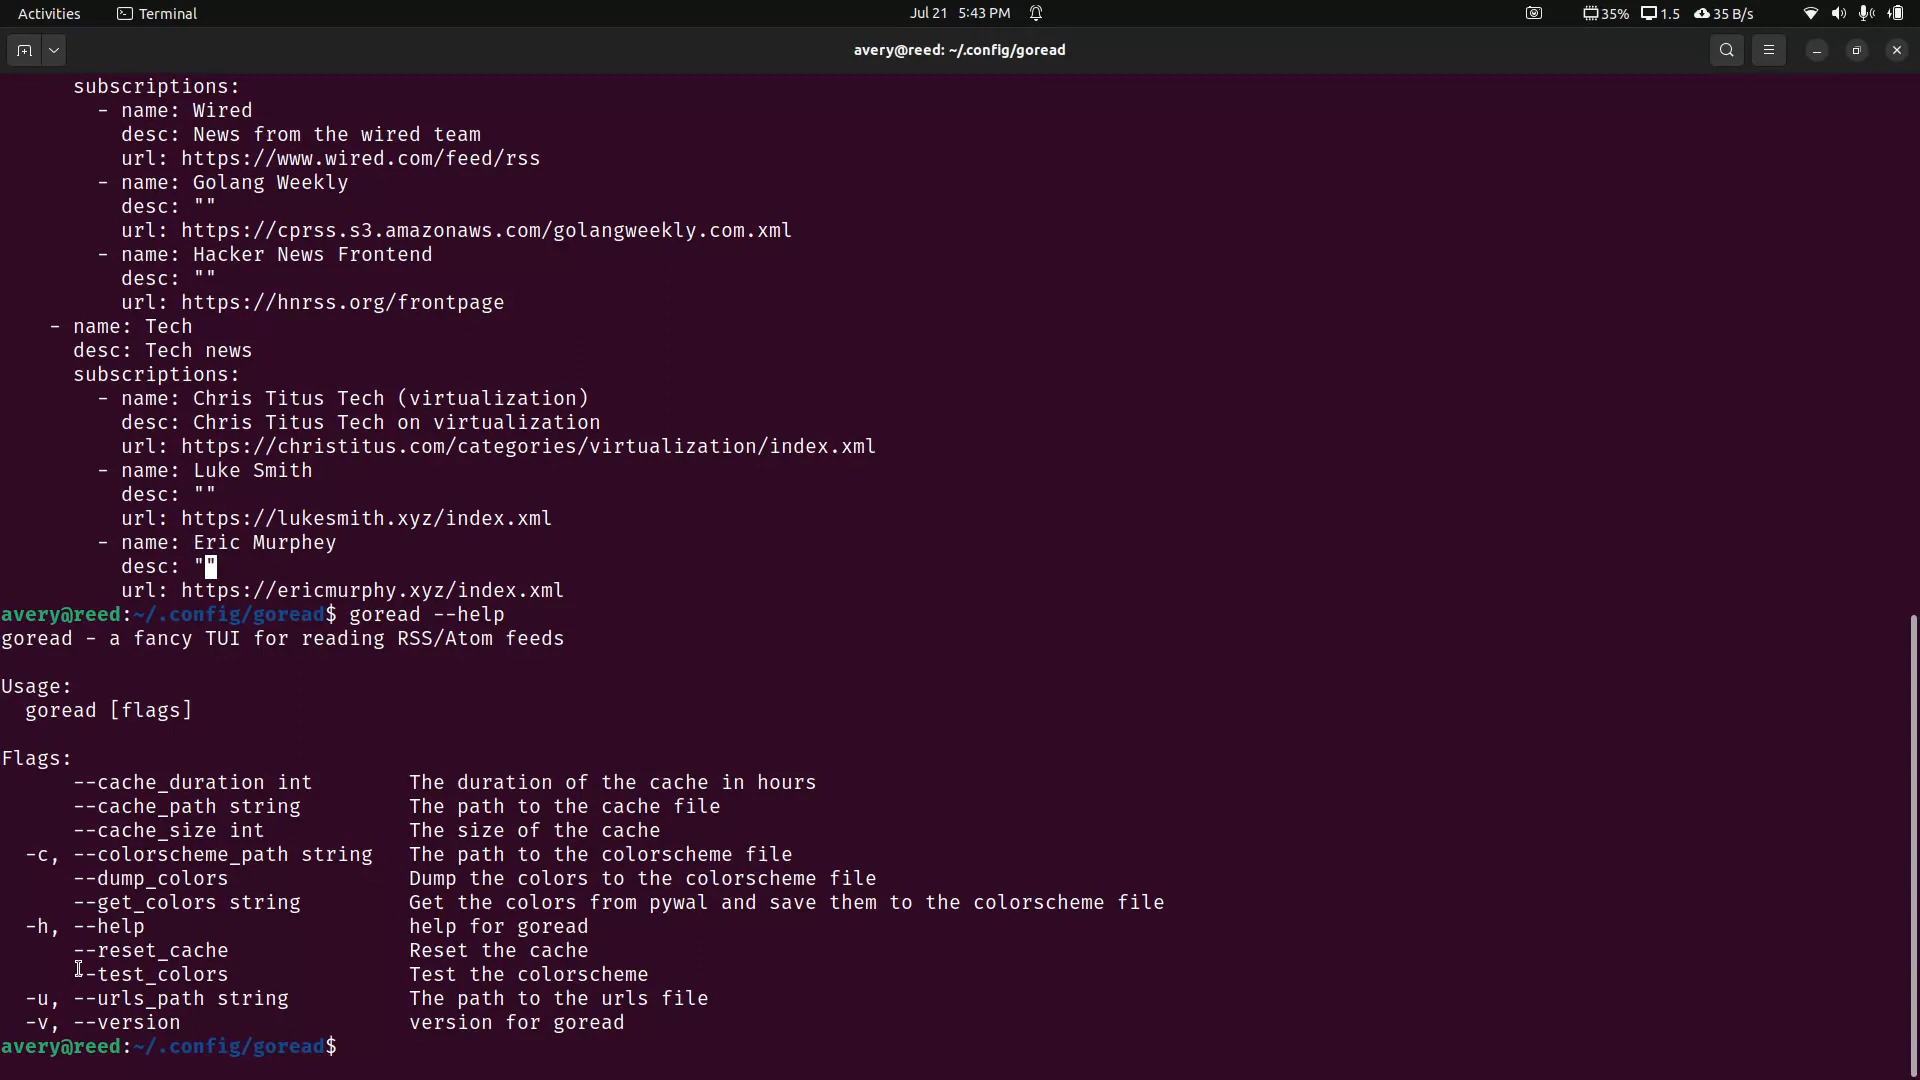 Activities Terminal Jul 21 5:43 PM 35% 1.5 35 B/s
avery@reed: ~/.config/goread
subscriptions:
- name: Wired
desc: News from the wired team
url: https://www.wired.com/feed/rss
- name: Golang Weekly
desc: ""
url: https://cprss.s3.amazonaws.com/golangweekly.com.xml
- name: Hacker News Frontend
desc: ""
url: https://hnrss.org/frontpage
- name: Tech
desc: Tech news
subscriptions:
- name: Chris Titus Tech (virtualization)
desc: Chris Titus Tech on virtualization
url: https://christitus.com/categories/virtualization/index.xml
- name: Luke Smith
desc: ""
url: https://lukesmith.xyz/index.xml
- name: Eric Murphey
desc: ""
url: https://ericmurphy.xyz/index.xml
avery@reed:~/.config/goread$ goread --help
goread - a fancy TUI for reading RSS/Atom feeds
Usage:
goread [flags]
Flags:
--cache_duration int The duration of the cache in hours
--cache_path string The path to the cache file
--cache_size int The size of the cache
-c, --colorscheme_path string The path to the colorscheme file
--dump_colors Dump the colors to the colorscheme file
--get_colors string Get the colors from pywal and save them to the colorscheme file
-h, --help help for goread
--reset_cache Reset the cache
--test_colors Test the colorscheme
-u, --urls_path string The path to the urls file
-v, --version version for goread
avery@reed:~/.config/goread$